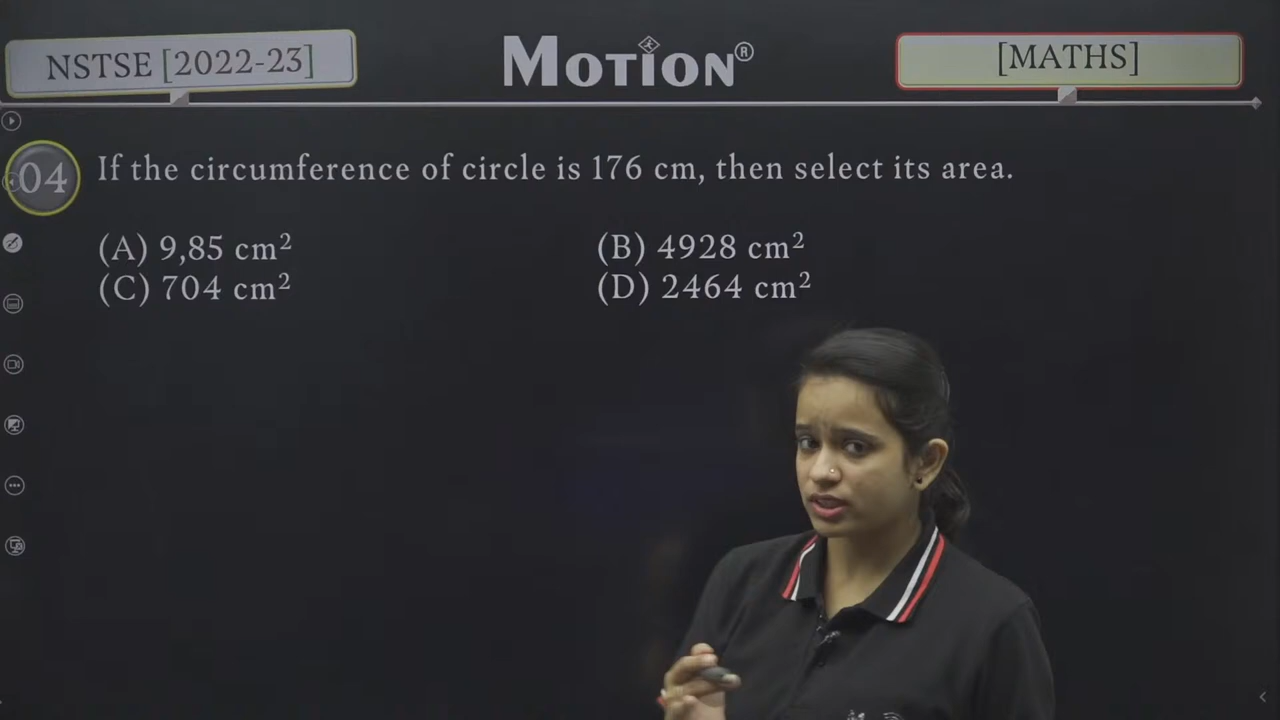 NSTSE [2022-23]
MOTION®
[MATHS]
04 If the circumference of circle is 176 cm, then select its area.
(A) 9,85 cm² (B) 4928 cm²
(C) 704 cm² (D) 2464 cm²